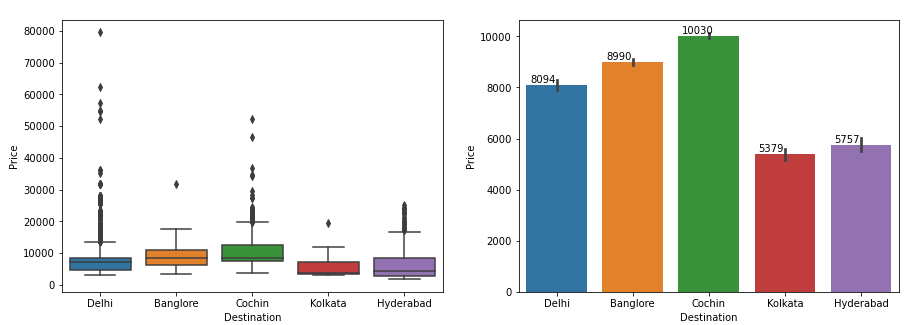 80000
70000
60000
50000
40000
30000
20000
10000
0
Price
Delhi Banglore Cochin Kolkata Hyderabad
Destination
10000
8000
6000
4000
2000
0
Price
8094 8990 10030 5379 5757
Delhi Banglore Cochin Kolkata Hyderabad
Destination